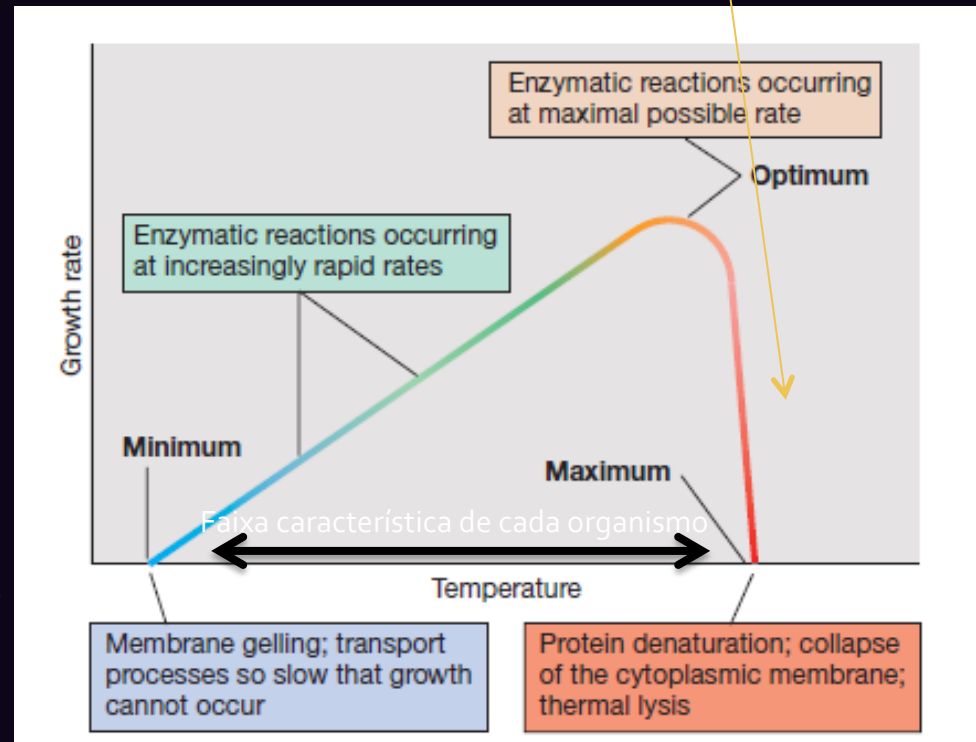 Enzymatic reactions occurring
at maximal possible rate
Optimum
Enzymatic reactions occurring
at increasingly rapid rates
Growth rate
Minimum
Maximum
Faixa característica de cada organismo
Temperature
Membrane gelling; transport
processes so slow that growth
cannot occur
Protein denaturation; collapse
of the cytoplasmic membrane;
thermal lysis